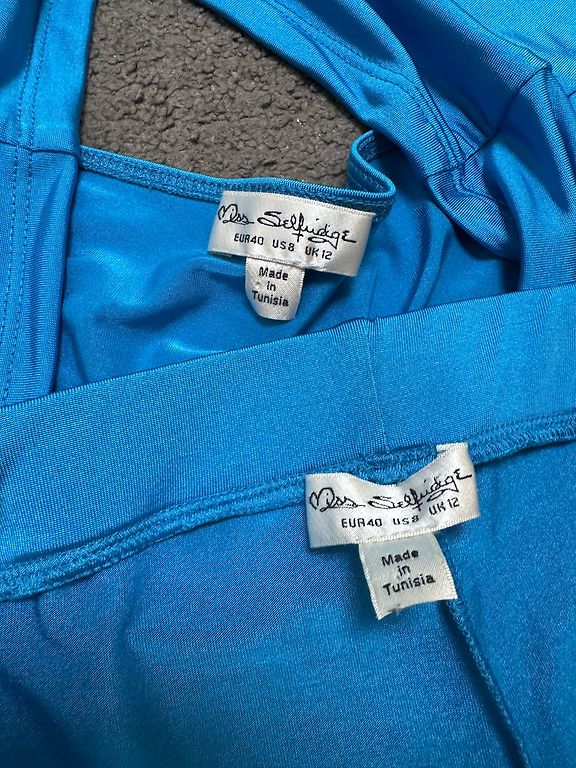 Miss Selfridge
EUR40 US8 UK12
Made
in
Tunisia
Miss Selfridge
EUR40 US8 UK12
Made
in
Tunisia